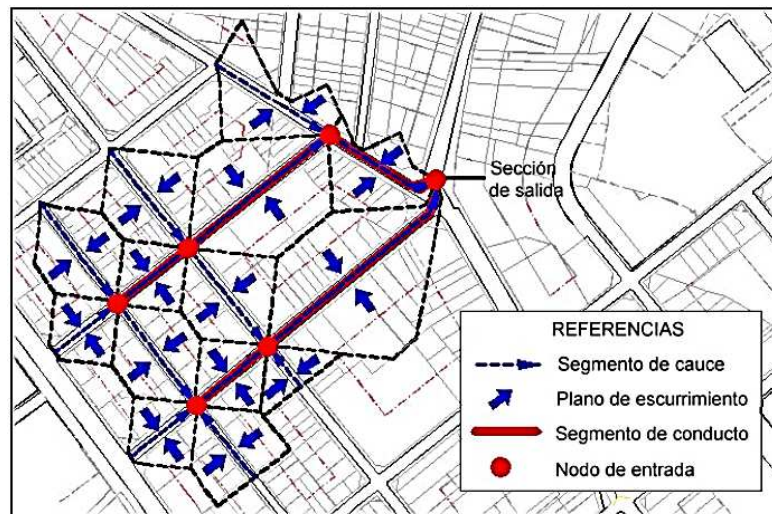 Sección
de salida
REFERENCIAS
Segmento de cauce
Plano de escurrimiento
Segmento de conducto
Nodo de entrada